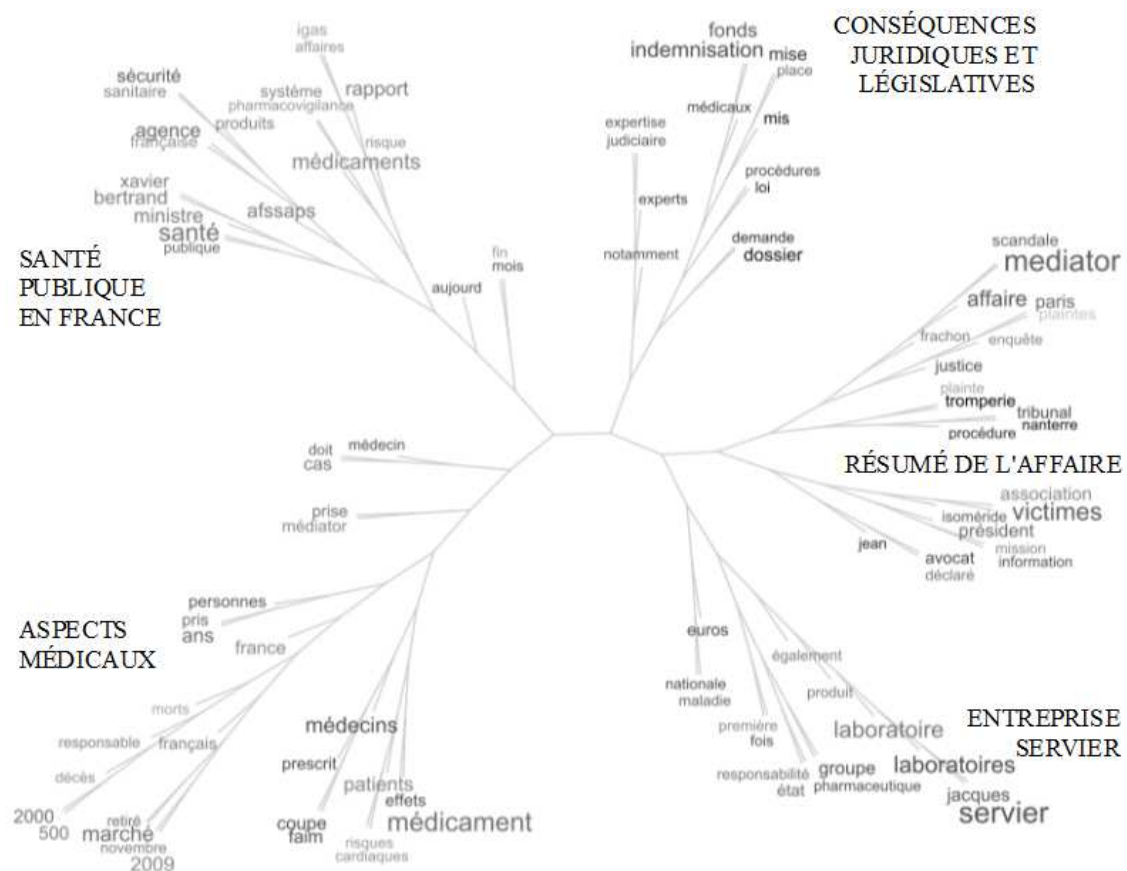 CONSÉQUENCES
JURIDIQUES ET
LÉGISLATIVES
igas
affaires
sécurité
sanitaire
système
rapport
pharmacovigilance
produits
agence
française
risque
médicaments
xavier
bertrand
ministre
afssaps
santé
publique
SANTÉ
PUBLIQUE
EN FRANCE
fin
mois
aujourd
fonds
indemnisation
mise
place
médicaux
mis
expertise
judiciaire
procédures
loi
experts
demande
dossier
notamment
scandale
mediator
affaire
paris
plaintes
frachon
enquête
justice
plainte
tromperie
tribunal
nanterre
procédure
RÉSUMÉ DE L'AFFAIRE
association
victimes
isoméride
président
jean
mission
information
avocat
déclaré
médecin
doit
cas
prise
médiator
personnes
pris
ans
ASPECTS
MÉDICAUX
france
morts
responsable
français
décès
2000
500
retiré
marché
novembre
2009
médecins
prescrit
patients
effets
médicament
coupe
faim
risques
cardiaques
euros
nationale
maladie
également
produit
première
fois
laboratoire
ENTREPRISE
SERVIER
responsabilité
état
groupe
pharmaceutique
laboratoires
jacques
servier